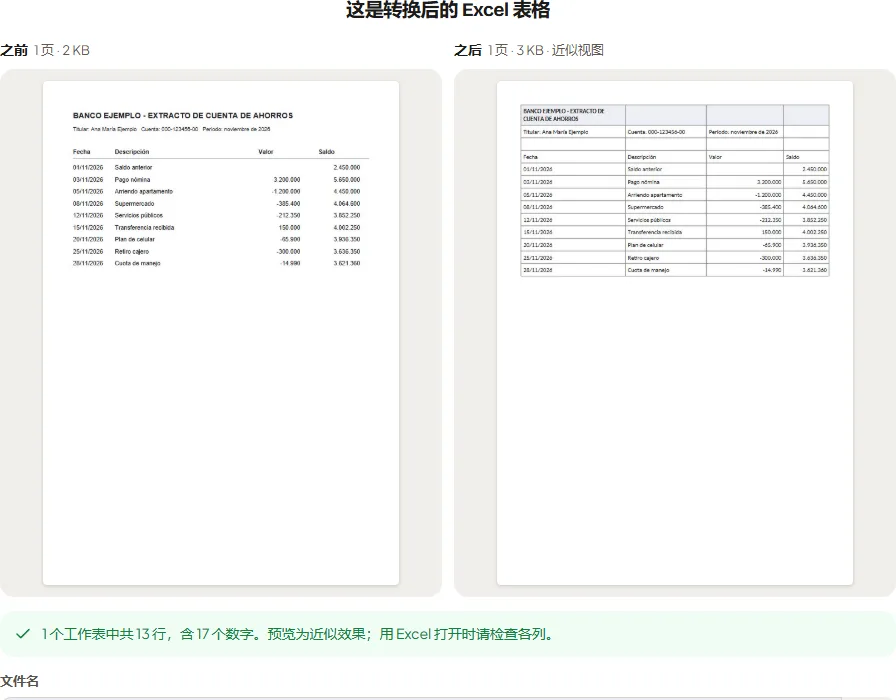 这是转换后的 Excel 表格
之前 1页 · 2 KB
BANCO EJEMPLO - EXTRACTO DE CUENTA DE AHORROS
Titular: Ana María Ejemplo Cuenta: 000-123456-00 Periodo: noviembre de 2026
Fecha Descripción Valor Saldo
01/11/2026 Saldo anterior 2.450.000
03/11/2026 Pago nómina 3.200.000 5.650.000
05/11/2026 Arriendo apartamento -1.200.000 4.450.000
08/11/2026 Supermercado -385.400 4.064.600
12/11/2026 Servicios públicos -212.350 3.852.250
15/11/2026 Transferencia recibida 150.000 4.002.250
20/11/2026 Plan de celular -65.900 3.936.350
25/11/2026 Retiro cajero -300.000 3.636.350
28/11/2026 Cuota de manejo -14.990 3.621.360
之后 1页 · 3 KB · 近似视图
BANCO EJEMPLO - EXTRACTO DE
CUENTA DE AHORROS
Titular: Ana María Ejemplo Cuenta: 000-123456-00 Periodo: noviembre de 2026
Fecha Descripción Valor Saldo
01/11/2026 Saldo anterior 2.450.000
03/11/2026 Pago nómina 3.200.000 5.650.000
05/11/2026 Arriendo apartamento -1.200.000 4.450.000
08/11/2026 Supermercado -385.400 4.064.600
12/11/2026 Servicios públicos -212.350 3.852.250
15/11/2026 Transferencia recibida 150.000 4.002.250
20/11/2026 Plan de celular -65.900 3.936.350
25/11/2026 Retiro cajero -300.000 3.636.350
28/11/2026 Cuota de manejo -14.990 3.621.360
1 个工作表中共 13 行，含 17 个数字。预览为近似效果；用 Excel 打开时请检查各列。
文件名